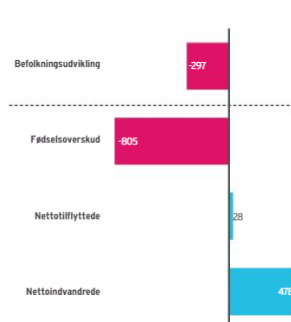 Befolkningsudvikling -297
Fødselsoverskud -805
Nettotilflyttede 28
Nettoindvandrede 478